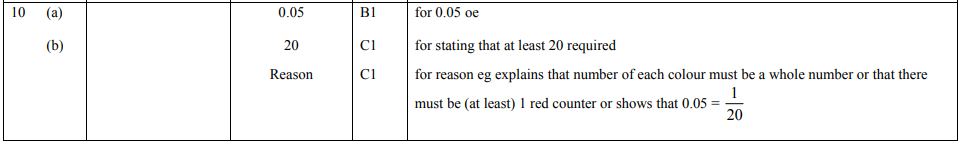 10 (a) 0.05 B1 for 0.05 oe
(b) 20 C1 for stating that at least 20 required
Reason C1 for reason eg explains that number of each colour must be a whole number or that there
must be (at least) 1 red counter or shows that 0.05 = 1/20